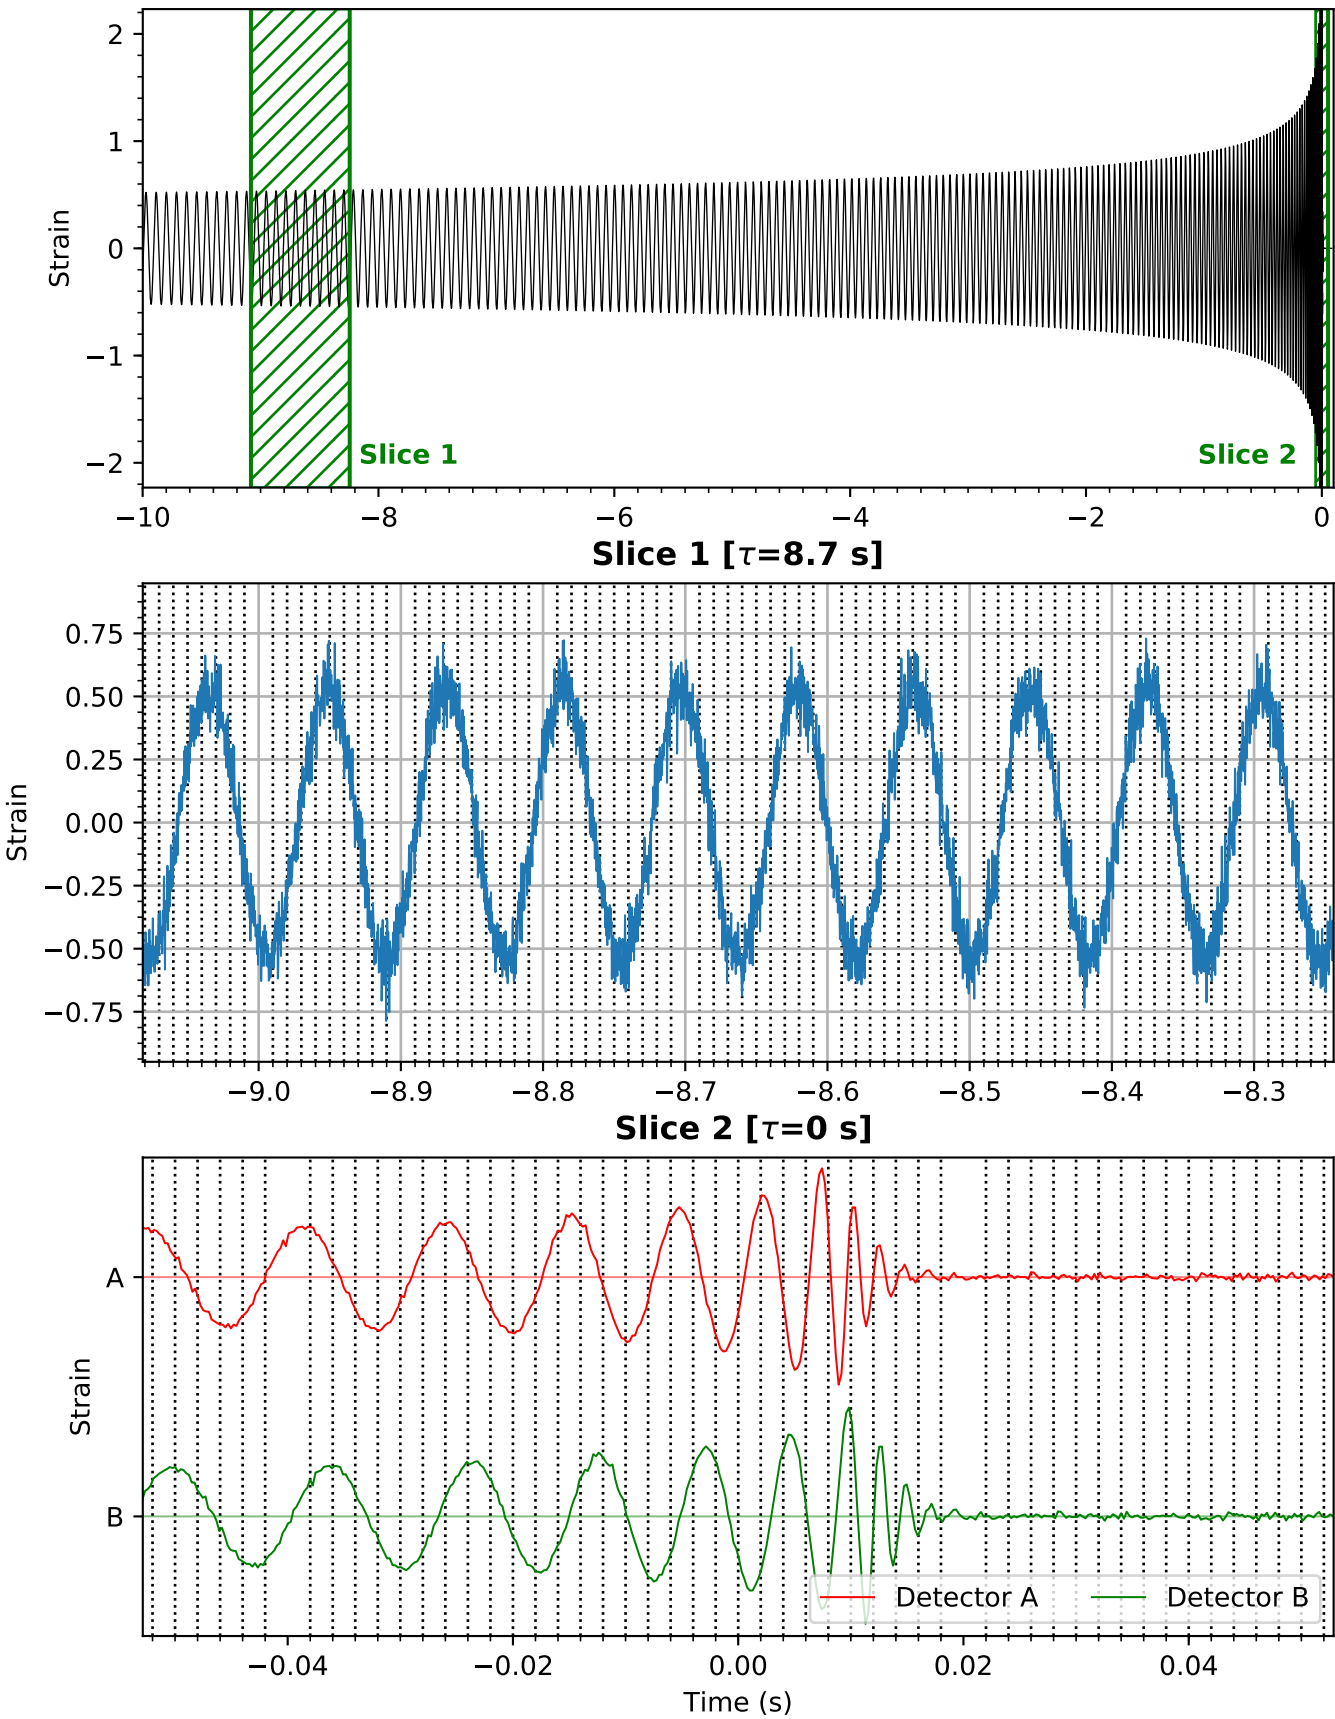 2
1
0
−1
−2
Strain
Slice 1
Slice 2
−10 −8 −6 −4 −2 0
Slice 1 [τ=8.7 s]
0.75
0.50
0.25
0.00
−0.25
−0.50
−0.75
Strain
−9.0 −8.9 −8.8 −8.7 −8.6 −8.5 −8.4 −8.3
Slice 2 [τ=0 s]
A
B
Strain
Detector A Detector B
−0.04 −0.02 0.00 0.02 0.04
Time (s)